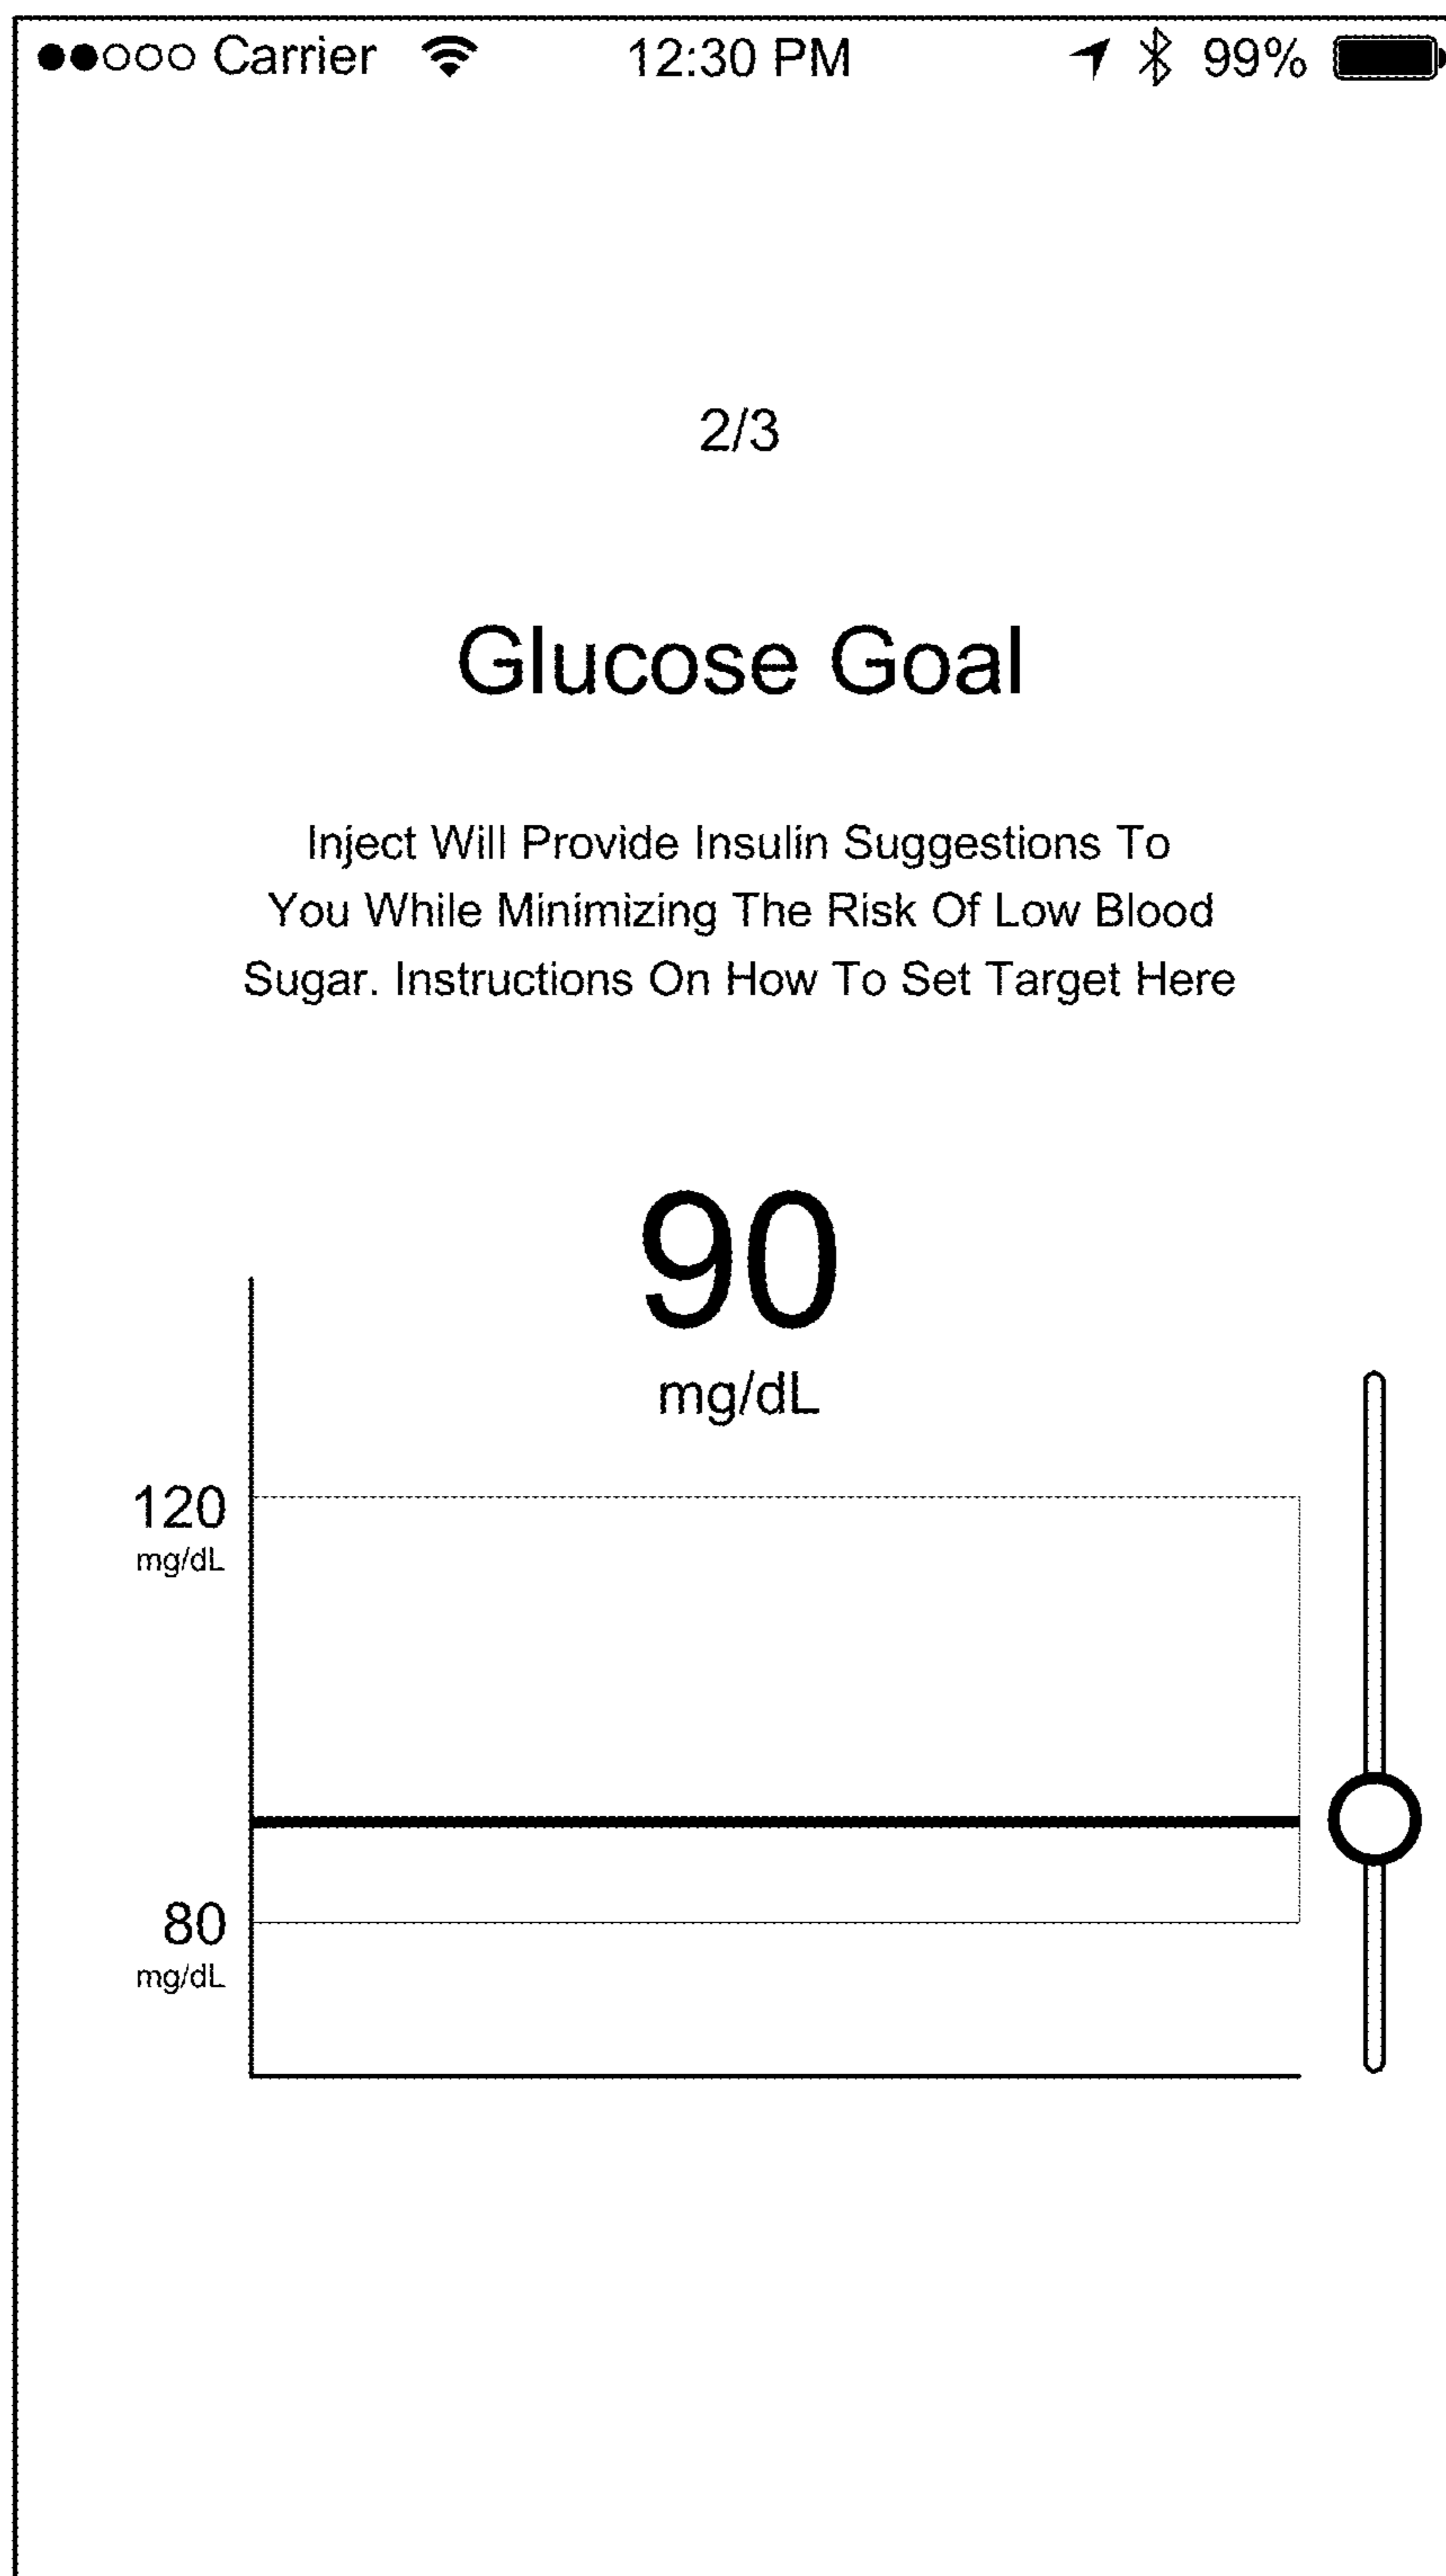 Carrier 12:30 PM 99%
2/3
Glucose Goal
Inject Will Provide Insulin Suggestions To
You While Minimizing The Risk Of Low Blood
Sugar. Instructions On How To Set Target Here
90
mg/dL
120
mg/dL
80
mg/dL